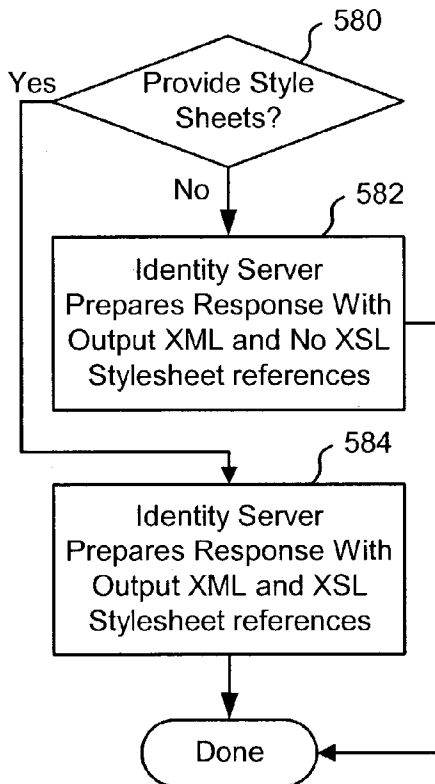 580
Yes
Provide Style
Sheets?
No
582
Identity Server
Prepares Response With
Output XML and No XSL
Stylesheet references
584
Identity Server
Prepares Response With
Output XML and XSL
Stylesheet references
Done